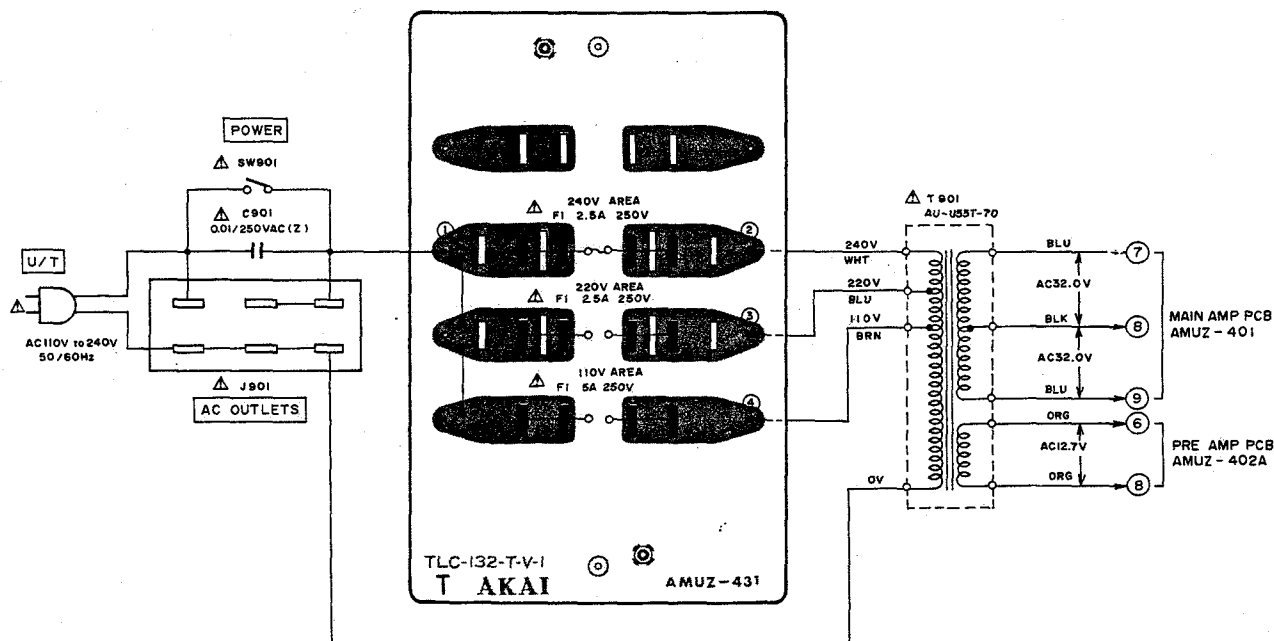 POWER
SW901
C901
0.01/250VAC(Z)
U/T
AC110V to 240V
50/60Hz
J901
AC OUTLETS
240V AREA
F1 2.5A 250V
1
2
220V AREA
F1 2.5A 250V
3
110V AREA
F1 5A 250V
4
TLC-132-T-V-1
T AKAI
AMUZ-431
240V
WHT
220V
BLU
110V
BRN
0V
T901
AU-U55T-70
BLU
7
AC32.0V
BLK
8
AC32.0V
BLU
9
MAIN AMP PCB
AMUZ-401
ORG
6
AC12.7V
ORG
8
PRE AMP PCB
AMUZ-402A